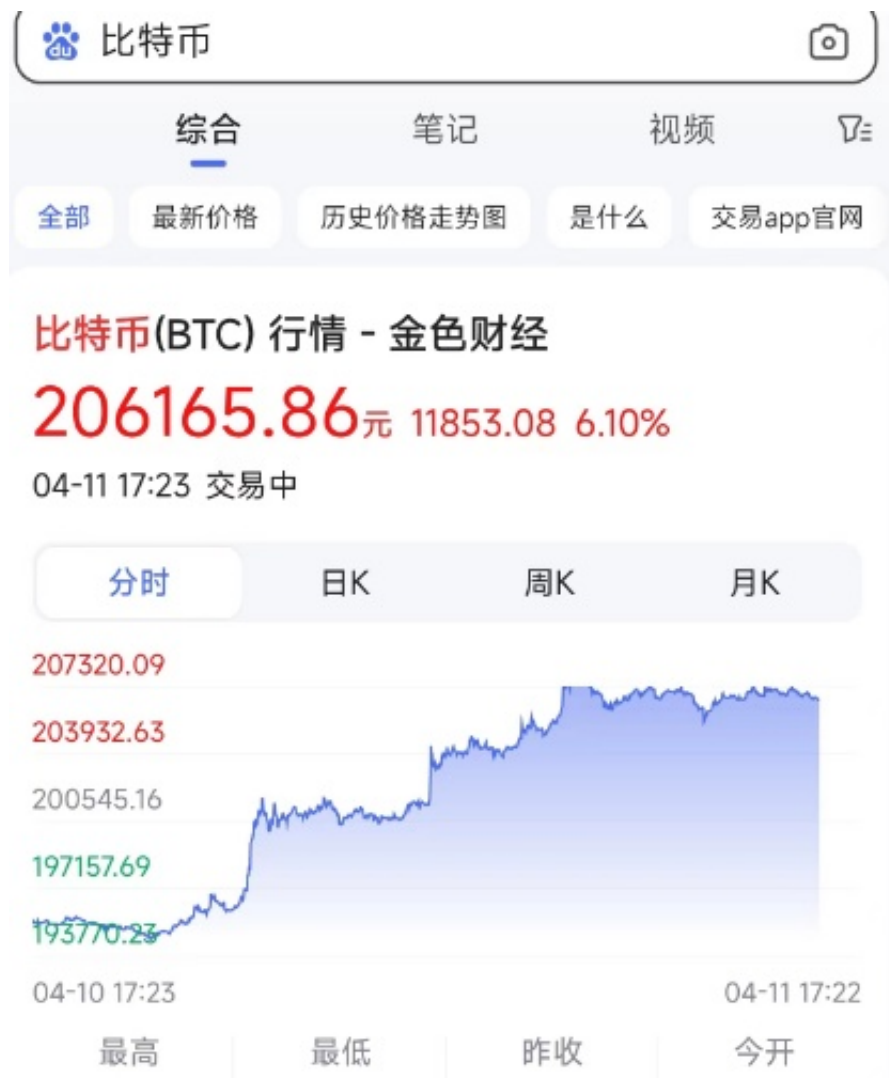 du 比特币
综合 笔记 视频
全部 最新价格 历史价格走势图 是什么 交易app官网
比特币(BTC) 行情 - 金色财经
206165.86元 11853.08 6.10%
04-11 17:23 交易中
分时 日K 周K 月K
207320.09
203932.63
200545.16
197157.69
193770.23
04-10 17:23 04-11 17:22
最高 最低 昨收 今开